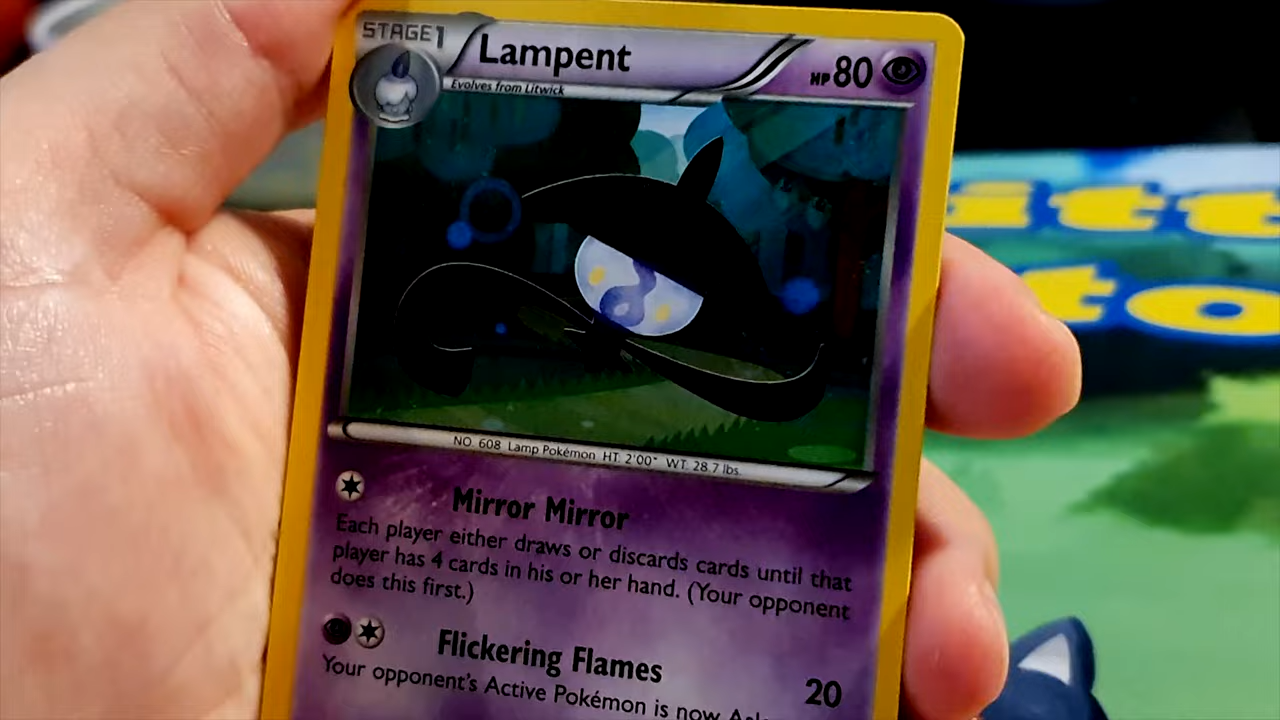 STAGE1
Lampent
HP 80
Evolves from Litwick
NO. 608 Lamp Pokémon HT. 2'00" WT. 28.7 lbs.
Mirror Mirror
Each player either draws or discards cards until that
player has 4 cards in his or her hand. (Your opponent
does this first.)
Flickering Flames
20
Your opponent's Active Pokémon is now